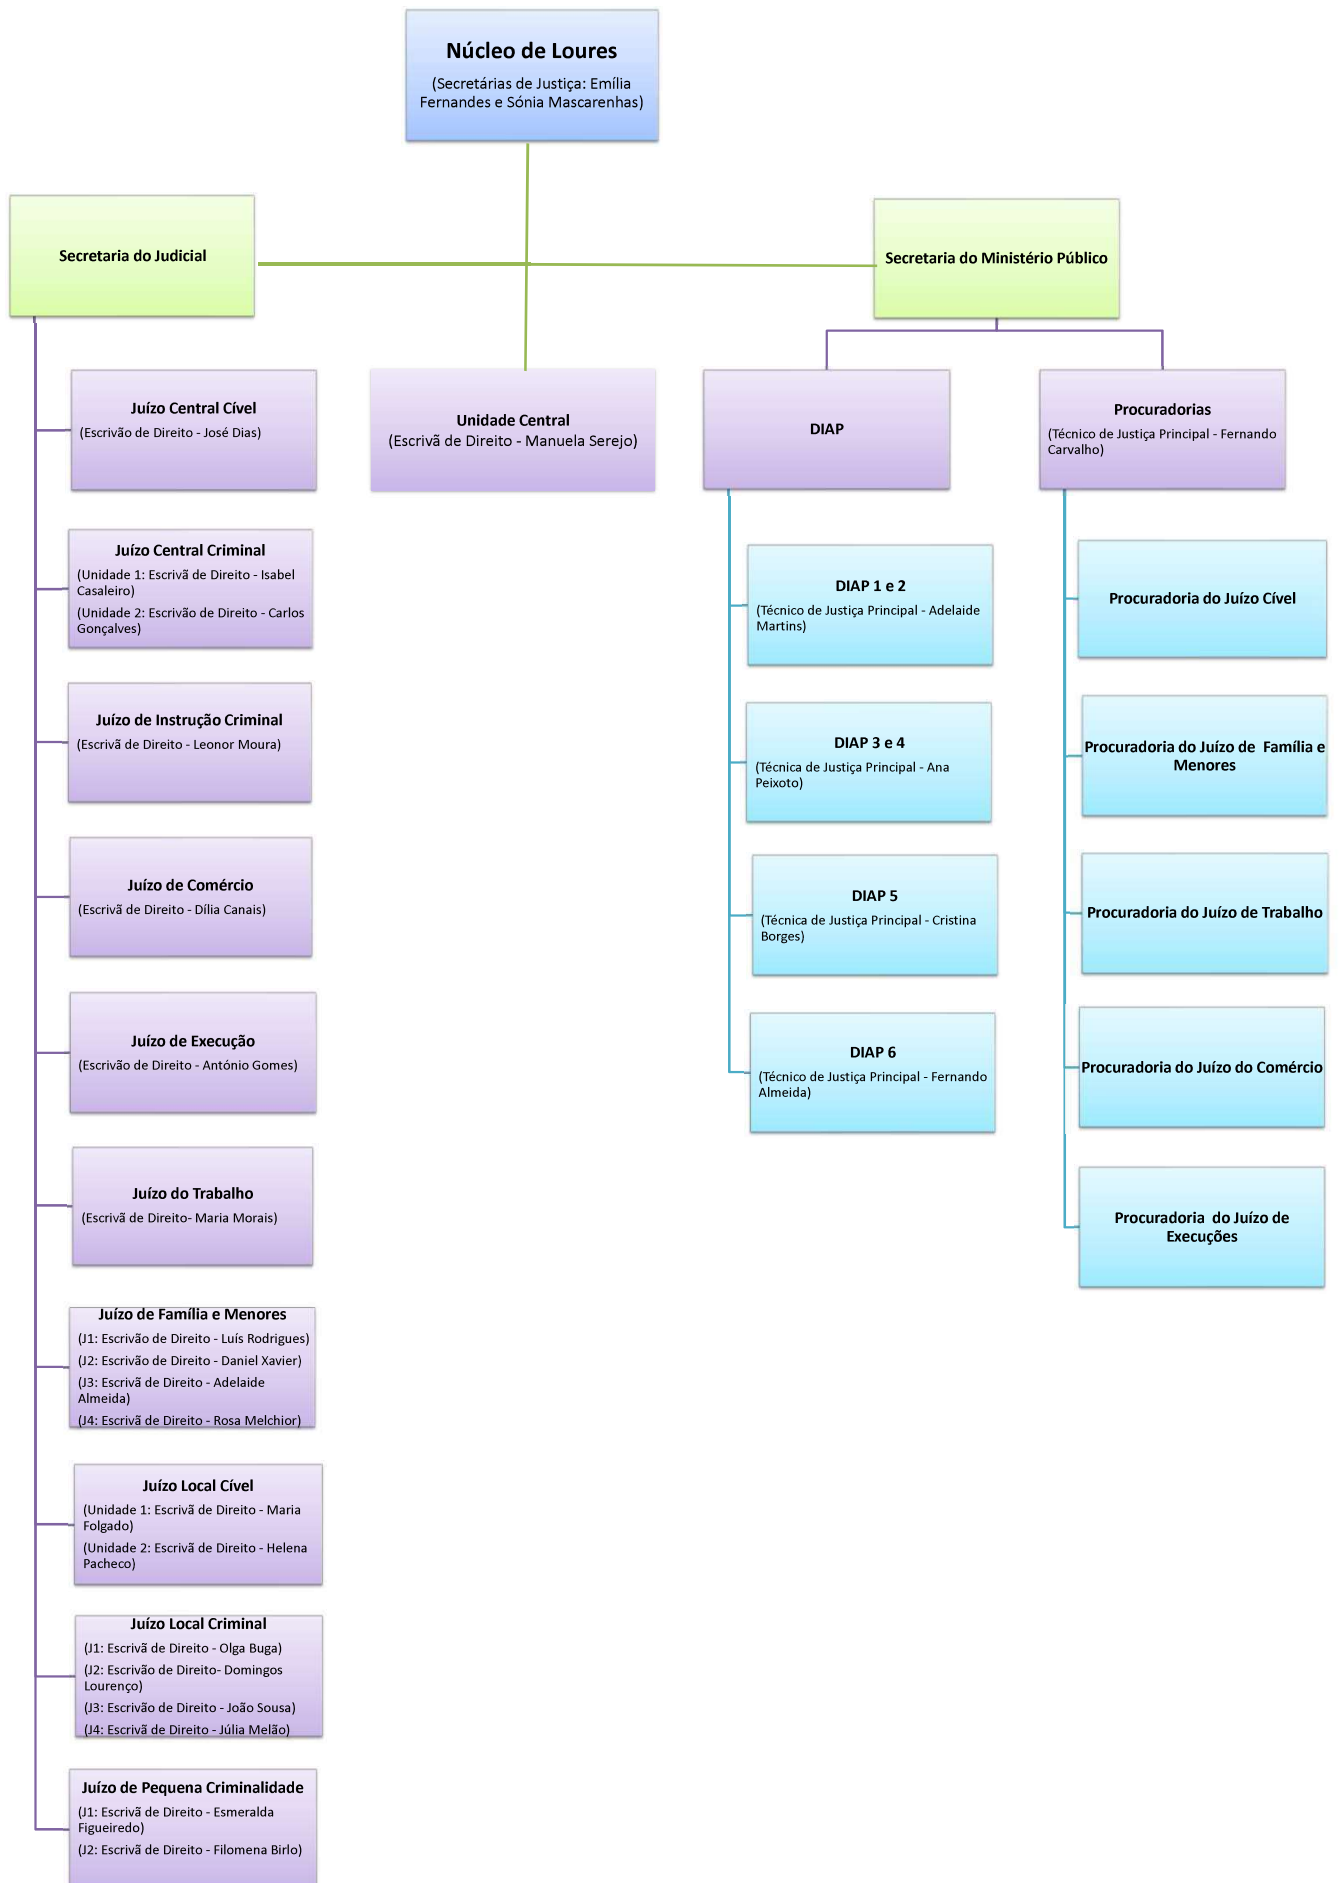 Núcleo de Loures
(Secretárias de Justiça: Emília
Fernandes e Sónia Mascarenhas)
Secretaria do Judicial
Secretaria do Ministério Público
Juízo Central Cível
(Escrivão de Direito - José Dias)
Unidade Central
(Escrivã de Direito - Manuela Serejo)
DIAP
Procuradorias
(Técnico de Justiça Principal - Fernando
Carvalho)
Juízo Central Criminal
(Unidade 1: Escrivã de Direito - Isabel
Casaleiro)
(Unidade 2: Escrivão de Direito - Carlos
Gonçalves)
Juízo de Instrução Criminal
(Escrivã de Direito - Leonor Moura)
Juízo de Comércio
(Escrivã de Direito - Dília Canais)
Juízo de Execução
(Escrivão de Direito - António Gomes)
Juízo do Trabalho
(Escrivã de Direito- Maria Morais)
Juízo de Família e Menores
(J1: Escrivão de Direito - Luís Rodrigues)
(J2: Escrivão de Direito - Daniel Xavier)
(J3: Escrivã de Direito - Adelaide
Almeida)
(J4: Escrivã de Direito - Rosa Melchior)
Juízo Local Cível
(Unidade 1: Escrivã de Direito - Maria
Folgado)
(Unidade 2: Escrivã de Direito - Helena
Pacheco)
Juízo Local Criminal
(J1: Escrivã de Direito - Olga Buga)
(J2: Escrivão de Direito- Domingos
Lourenço)
(J3: Escrivão de Direito - João Sousa)
(J4: Escrivã de Direito - Júlia Melão)
Juízo de Pequena Criminalidade
(J1: Escrivã de Direito - Esmeralda
Figueiredo)
(J2: Escrivã de Direito - Filomena Birlo)
DIAP 1 e 2
(Técnico de Justiça Principal - Adelaide
Martins)
DIAP 3 e 4
(Técnica de Justiça Principal - Ana
Peixoto)
DIAP 5
(Técnica de Justiça Principal - Cristina
Borges)
DIAP 6
(Técnico de Justiça Principal - Fernando
Almeida)
Procuradoria do Juízo Cível
Procuradoria do Juízo de Família e
Menores
Procuradoria do Juízo de Trabalho
Procuradoria do Juízo do Comércio
Procuradoria do Juízo de
Execuções